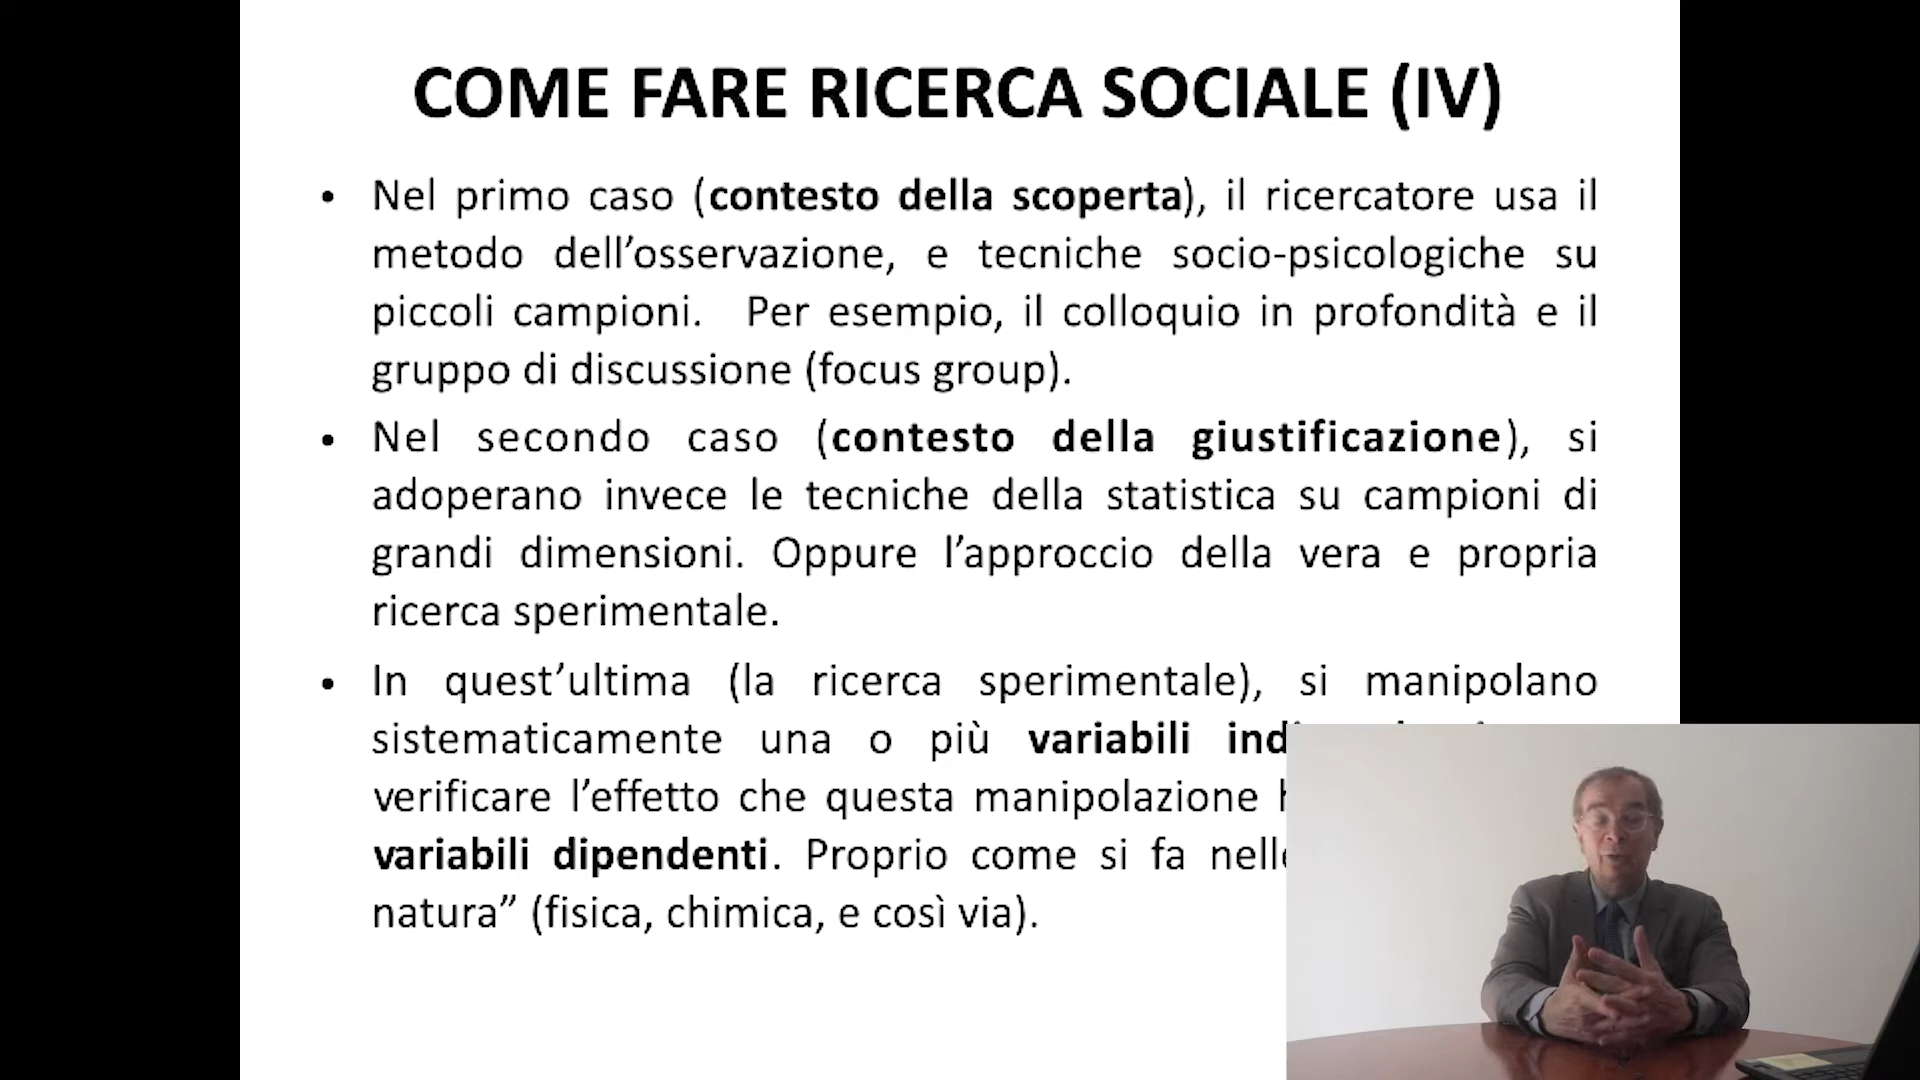 COME FARE RICERCA SOCIALE (IV)
• Nel primo caso (contesto della scoperta), il ricercatore usa il
metodo dell’osservazione, e tecniche socio-psicologiche su
piccoli campioni. Per esempio, il colloquio in profondità e il
gruppo di discussione (focus group).
• Nel secondo caso (contesto della giustificazione), si
adoperano invece le tecniche della statistica su campioni di
grandi dimensioni. Oppure l’approccio della vera e propria
ricerca sperimentale.
• In quest’ultima (la ricerca sperimentale), si manipolano
sistematicamente una o più variabili
verificare l’effetto che questa manipolazione
variabili dipendenti. Proprio come si fa
natura” (fisica, chimica, e così via).